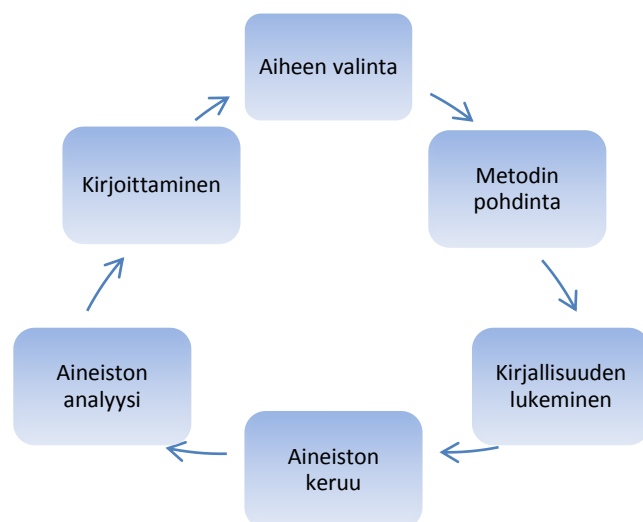 Aiheen valinta
Metodin
pohdinta
Kirjallisuuden
lukeminen
Aineiston
keruu
Aineiston
analyysi
Kirjoittaminen